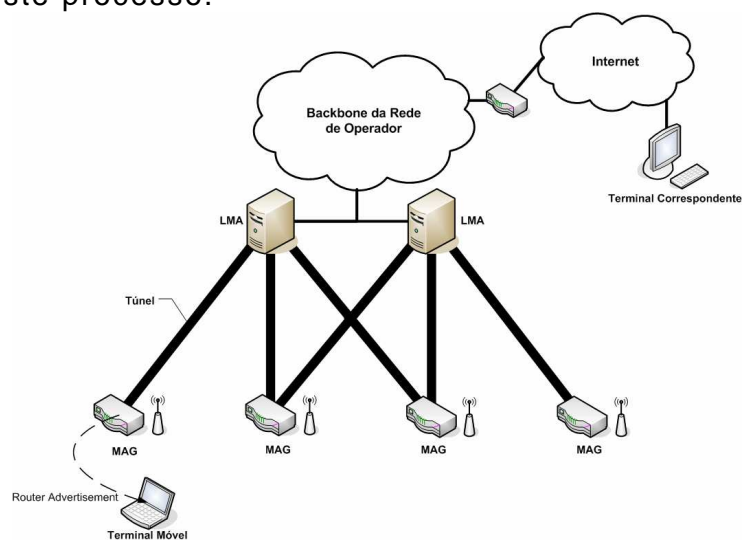 ste processo.
Internet
Backbone da Rede
de Operador
Terminal Correspondente
LMA
LMA
Túnel
MAG
MAG
MAG
MAG
Router Advertisement
Terminal Móvel